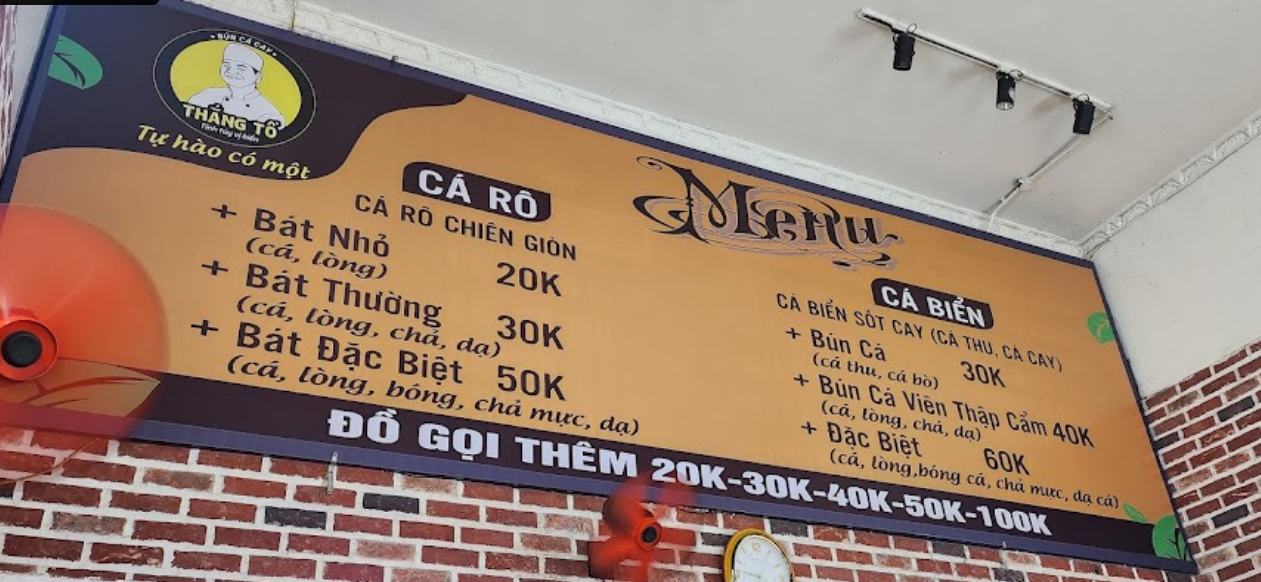 BÚN CÁ CAY
THẮNG TỐ
Tinh túy vị biển
Tự hào có một
Menu
CÁ RÔ
CÁ RÔ CHIÊN GIÒN
+ Bát Nhỏ 20K
(cá, lòng)
+ Bát Thường 30K
(cá, lòng, chả, dạ)
+ Bát Đặc Biệt 50K
(cá, lòng, bóng, chả mực, dạ)
CÁ BIỂN
CÁ BIỂN SỐT CAY (CÁ THU, CÁ CAY)
+ Bún Cá 30K
(cá thu, cá bò)
+ Bún Cá Viên Thập Cẩm 40K
(cá, lòng, chả, dạ)
+ Đặc Biệt 60K
(cá, lòng,bóng cá, chả mực, dạ cá)
ĐỒ GỌI THÊM 20K-30K-40K-50K-100K